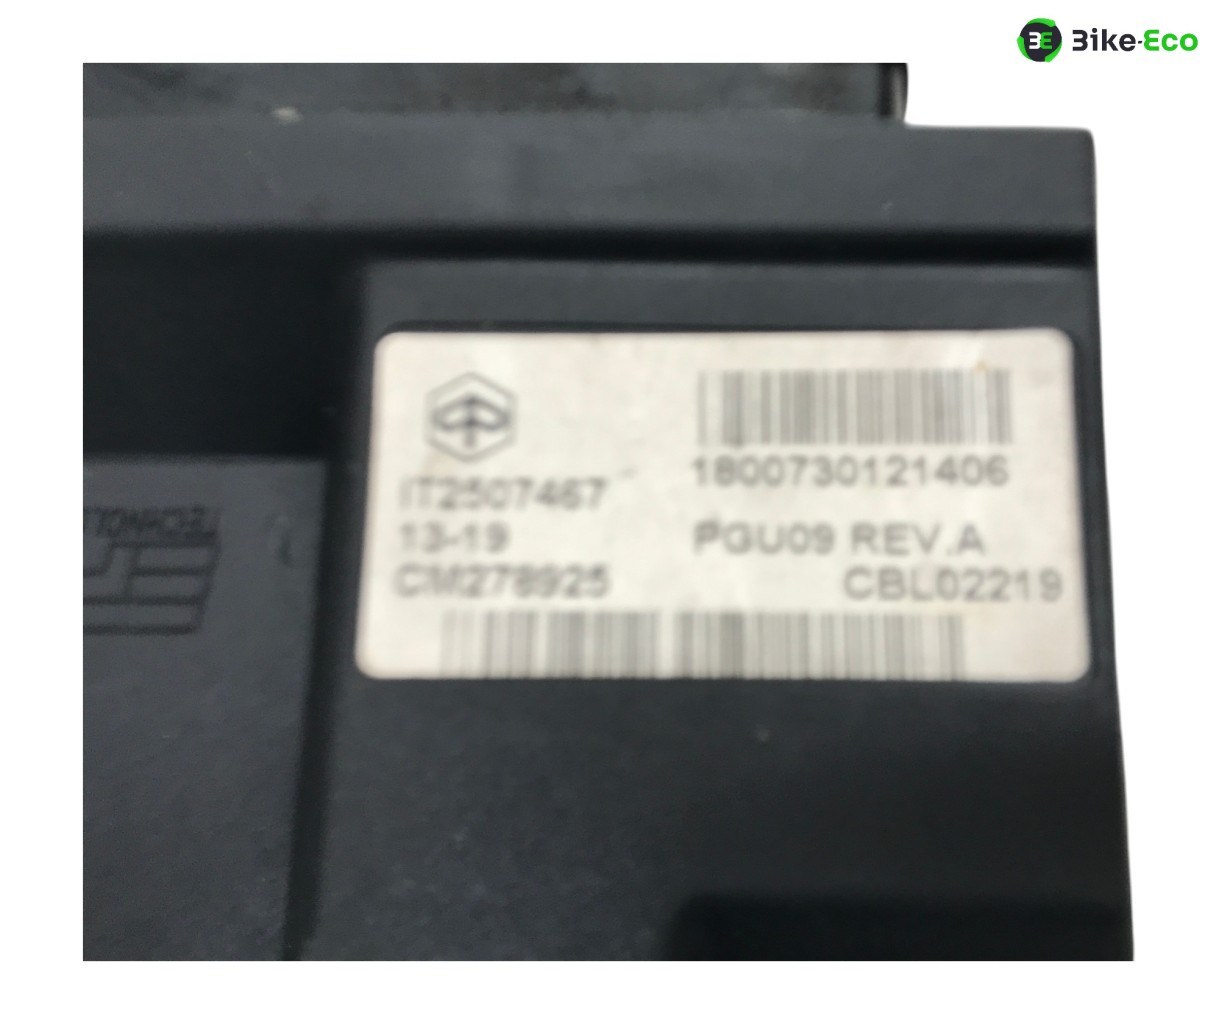 Bike-Eco
1800730121406
IT2507467
13-19
PGU09 REV.A
CM278925
CBL02219